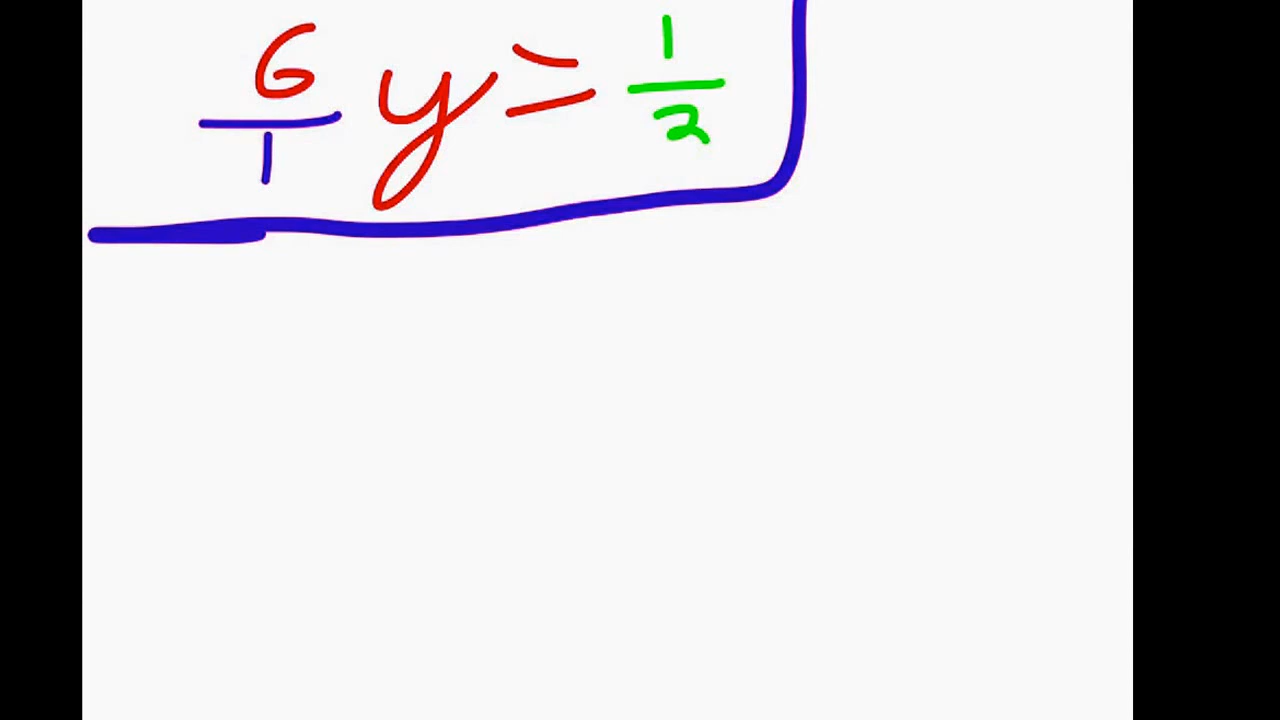 6/1 y = 1/2